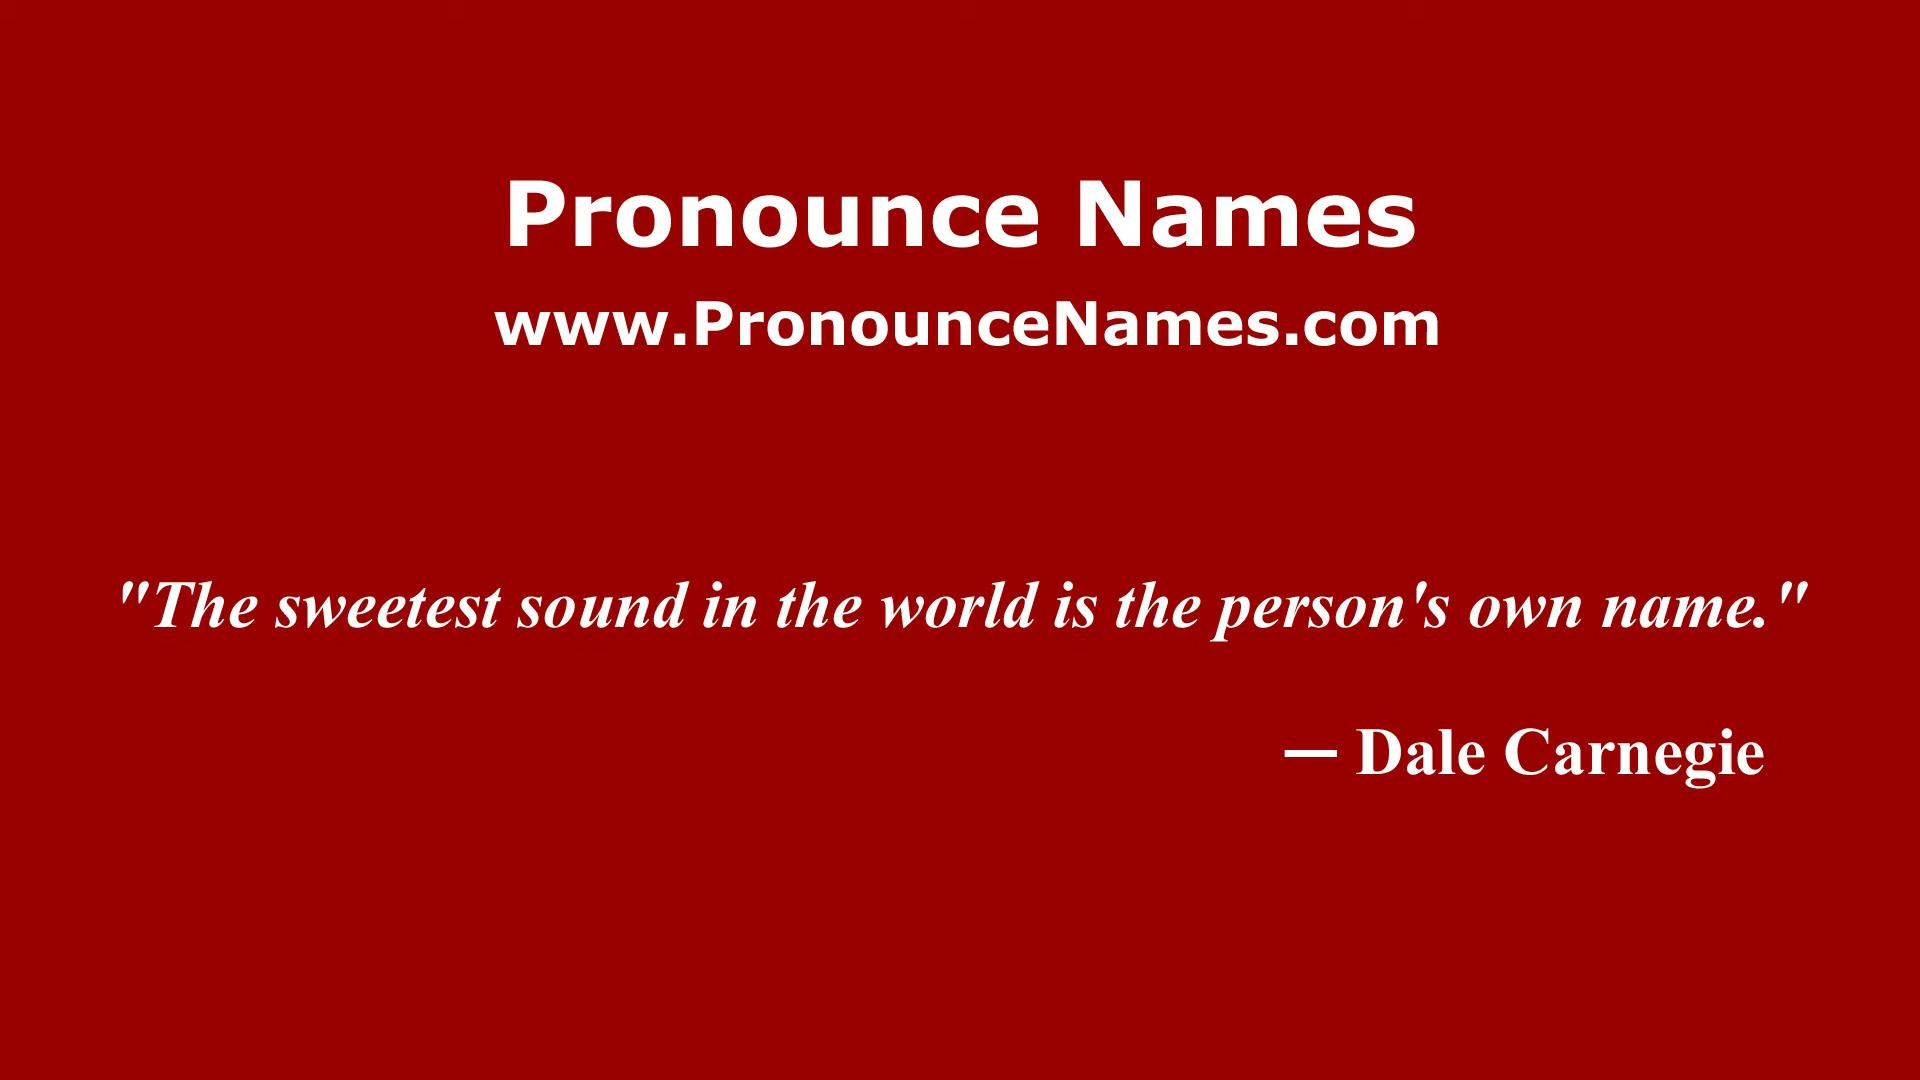 Pronounce Names
www.PronounceNames.com
"The sweetest sound in the world is the person's own name."
— Dale Carnegie